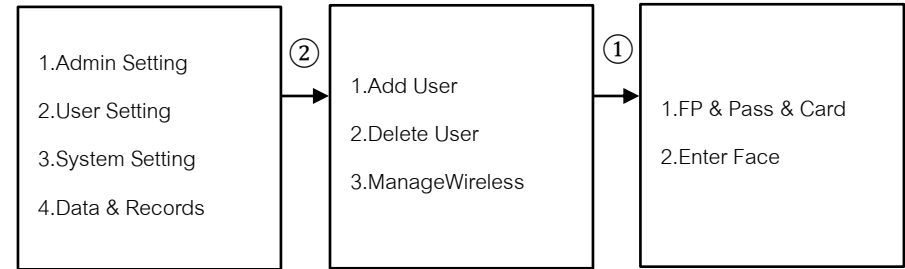 1.Admin Setting
2.User Setting
3.System Setting
4.Data & Records
②
1.Add User
2.Delete User
3.ManageWireless
①
1.FP & Pass & Card
2.Enter Face